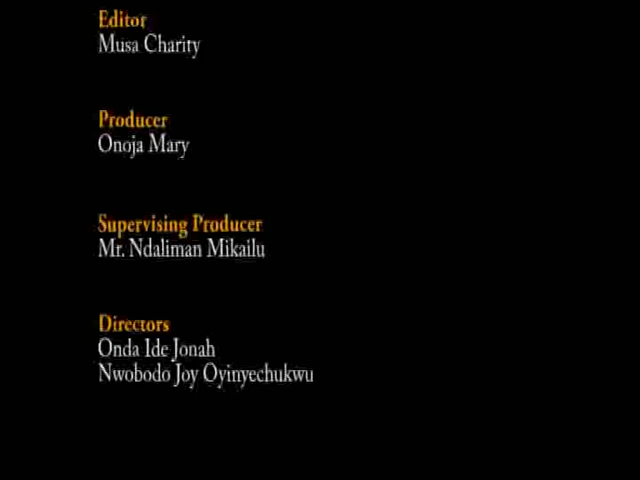 Editor
Musa Charity
Producer
Onoja Mary
Supervising Producer
Mr. Ndaliman Mikailu
Directors
Onda Ide Jonah
Nwobodo Joy Oyinyechukwu